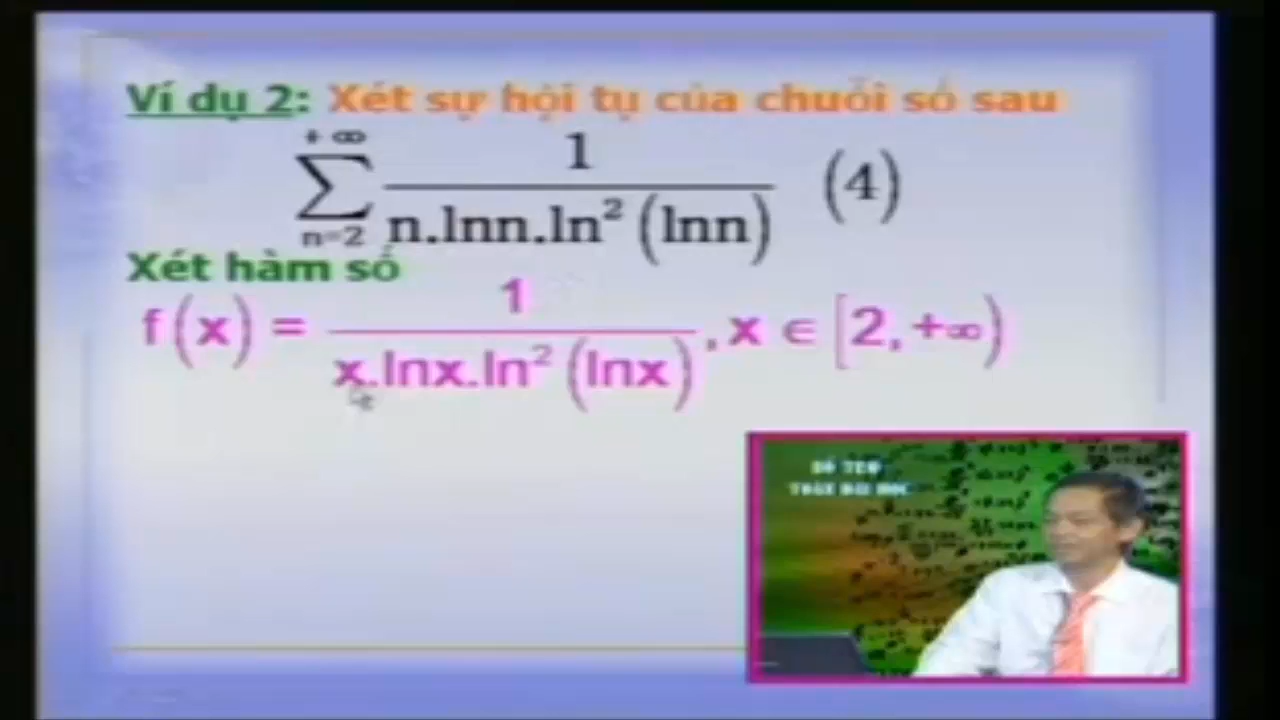 Ví dụ 2: Xét sự hội tụ của chuỗi số sau
+∞
∑ 1 / n.lnn.ln² (lnn) (4)
n=2
Xét hàm số
f(x) = 1 / x.lnx.ln² (lnx) , x ∈ [2, +∞)